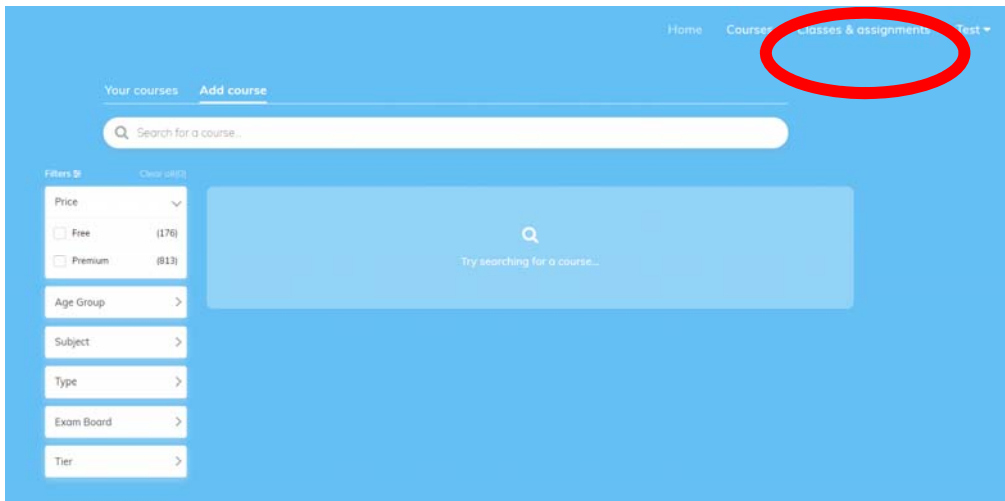 Home Courses Classes & assignments Test
Your courses Add course
Search for a course...
Filters Clear all(0)
Price
Free (176)
Premium (813)
Age Group
Subject
Type
Exam Board
Tier
Try searching for a course...